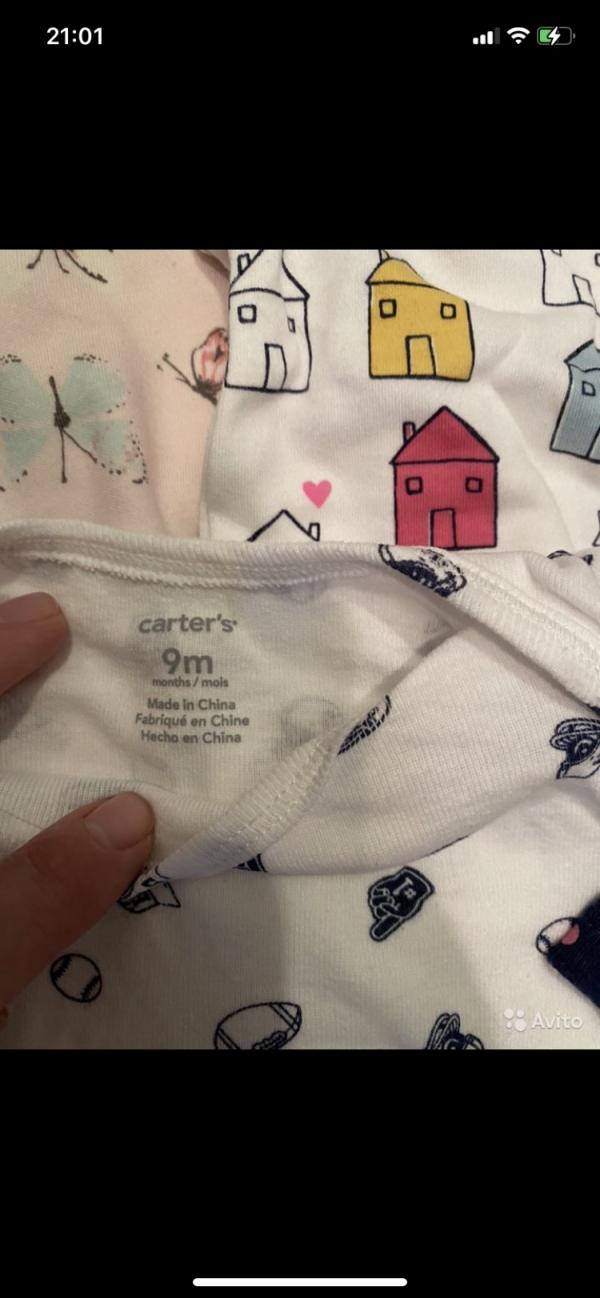 21:01
carter's
9m
months / mois
Made in China
Fabriqué en Chine
Hecho en China
Avito